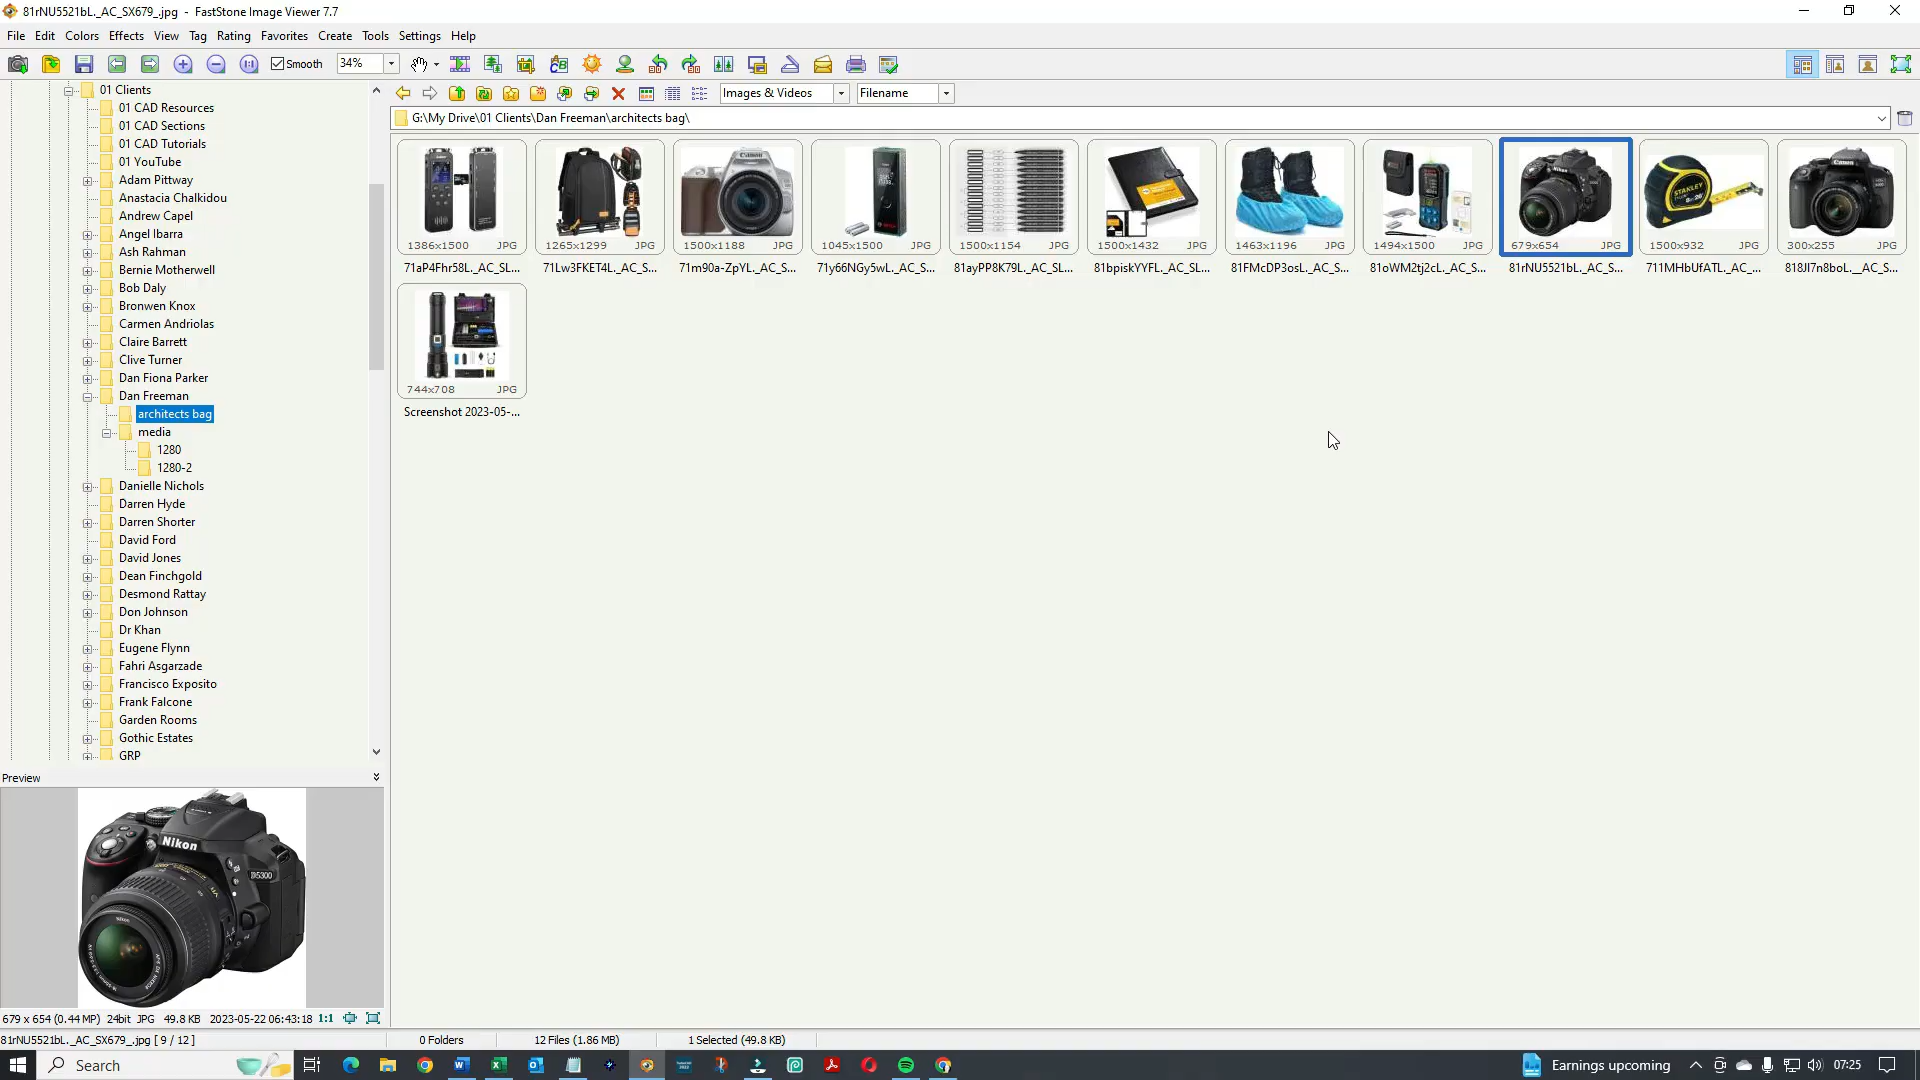 81rNU5521bL._AC_SX679_.jpg - FastStone Image Viewer 7.7
File Edit Colors Effects View Tag Rating Favorites Create Tools Settings Help
Smooth 34%
Images & Videos Filename
G:\My Drive\01 Clients\Dan Freeman\architects bag\
01 Clients
01 CAD Resources
01 CAD Sections
01 CAD Tutorials
01 YouTube
Adam Pittway
Anastacia Chalkidou
Andrew Capel
Angel Ibarra
Ash Rahman
Bernie Motherwell
Bob Daly
Bronwen Knox
Carmen Andriolas
Claire Barrett
Clive Turner
Dan Fiona Parker
Dan Freeman
architects bag
media
1280
1280-2
Danielle Nichols
Darren Hyde
Darren Shorter
David Ford
David Jones
Dean Finchgold
Desmond Rattay
Don Johnson
Dr Khan
Eugene Flynn
Fahri Asgarzade
Francisco Exposito
Frank Falcone
Garden Rooms
Gothic Estates
GRP
1386x1500 JPG 1265x1299 JPG 1500x1188 JPG 1045x1500 JPG 1500x1154 JPG 1500x1432 JPG 1463x1196 JPG 1494x1500 JPG 679x654 JPG 1500x932 JPG 300x255 JPG
71aP4Fhr58L._AC_SL... 71Lw3FKET4L._AC_S... 71m90a-ZpYL._AC_S... 71y66NGy5wL._AC_S... 81ayPP8K79L._AC_SL... 81bpiskYYFL._AC_SL... 81FMcDP3osL._AC_S... 81oWM2tj2cL._AC_S... 81rNU5521bL._AC_S... 711MHbUfATL._AC_... 818JI7n8boL.__AC_S...
744x708 JPG
Screenshot 2023-05-...
Canon
STANLEY
Nikon
Canon
Preview
Nikon
D5300
679 x 654 (0.44 MP) 24bit JPG 49.8 KB 2023-05-22 06:43:18 1:1
81rNU5521bL._AC_SX679_.jpg [ 9 / 12 ] 0 Folders 12 Files (1.86 MB) 1 Selected (49.8 KB)
Search Earnings upcoming 07:25